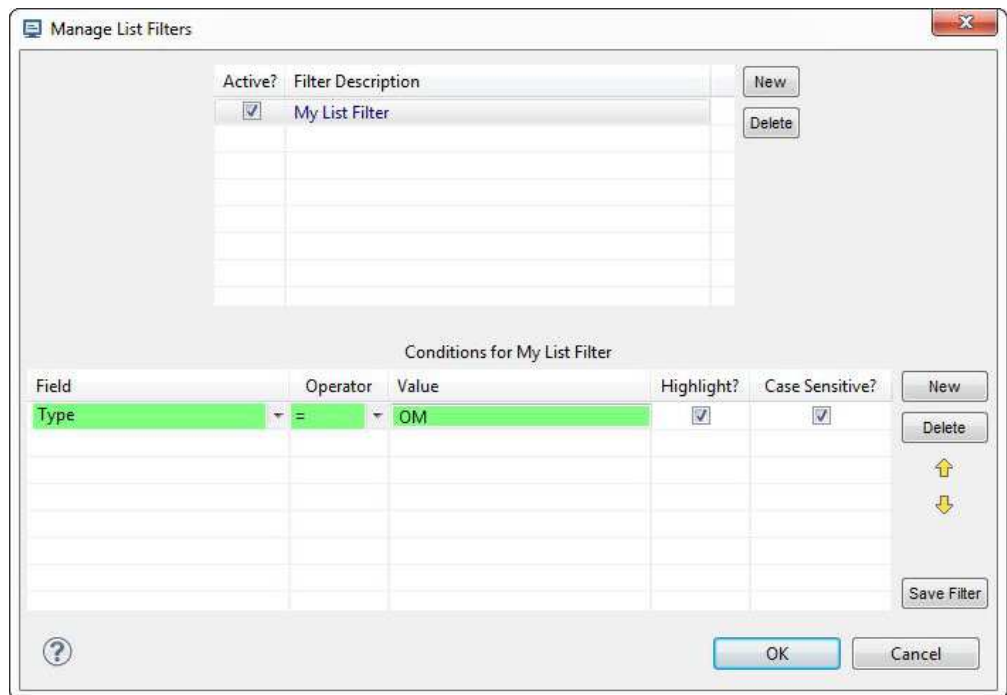 Manage List Filters
x
Active? Filter Description New
My List Filter
Delete
Conditions for My List Filter
Field Operator Value Highlight? Case Sensitive? New
Type = OM
Delete
Save Filter
? OK Cancel